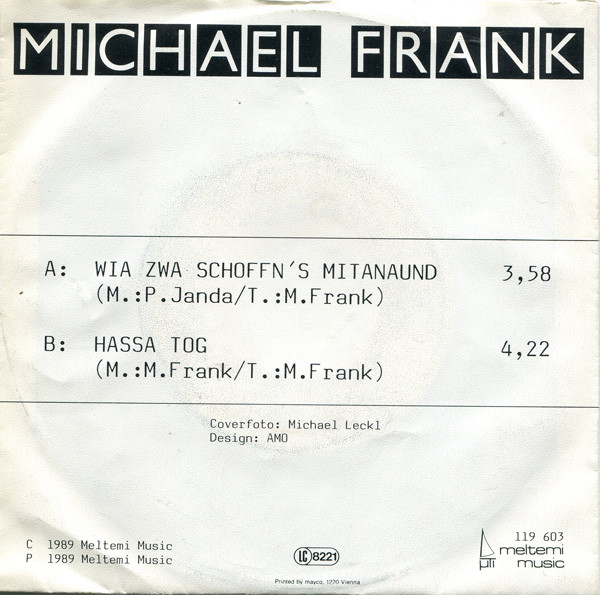 MICHAEL FRANK
A: WIA ZWA SCHOFFN'S MITANAUND 3,58
(M.:P.Janda/T.:M.Frank)
B: HASSA TOG 4,22
(M.:M.Frank/T.:M.Frank)
Coverfoto: Michael Leckl
Design: AMO
C 1989 Meltemi Music
P 1989 Meltemi Music
LC 8221
Printed by mayco, 1220 Vienna
119 603
meltemi
μτι music